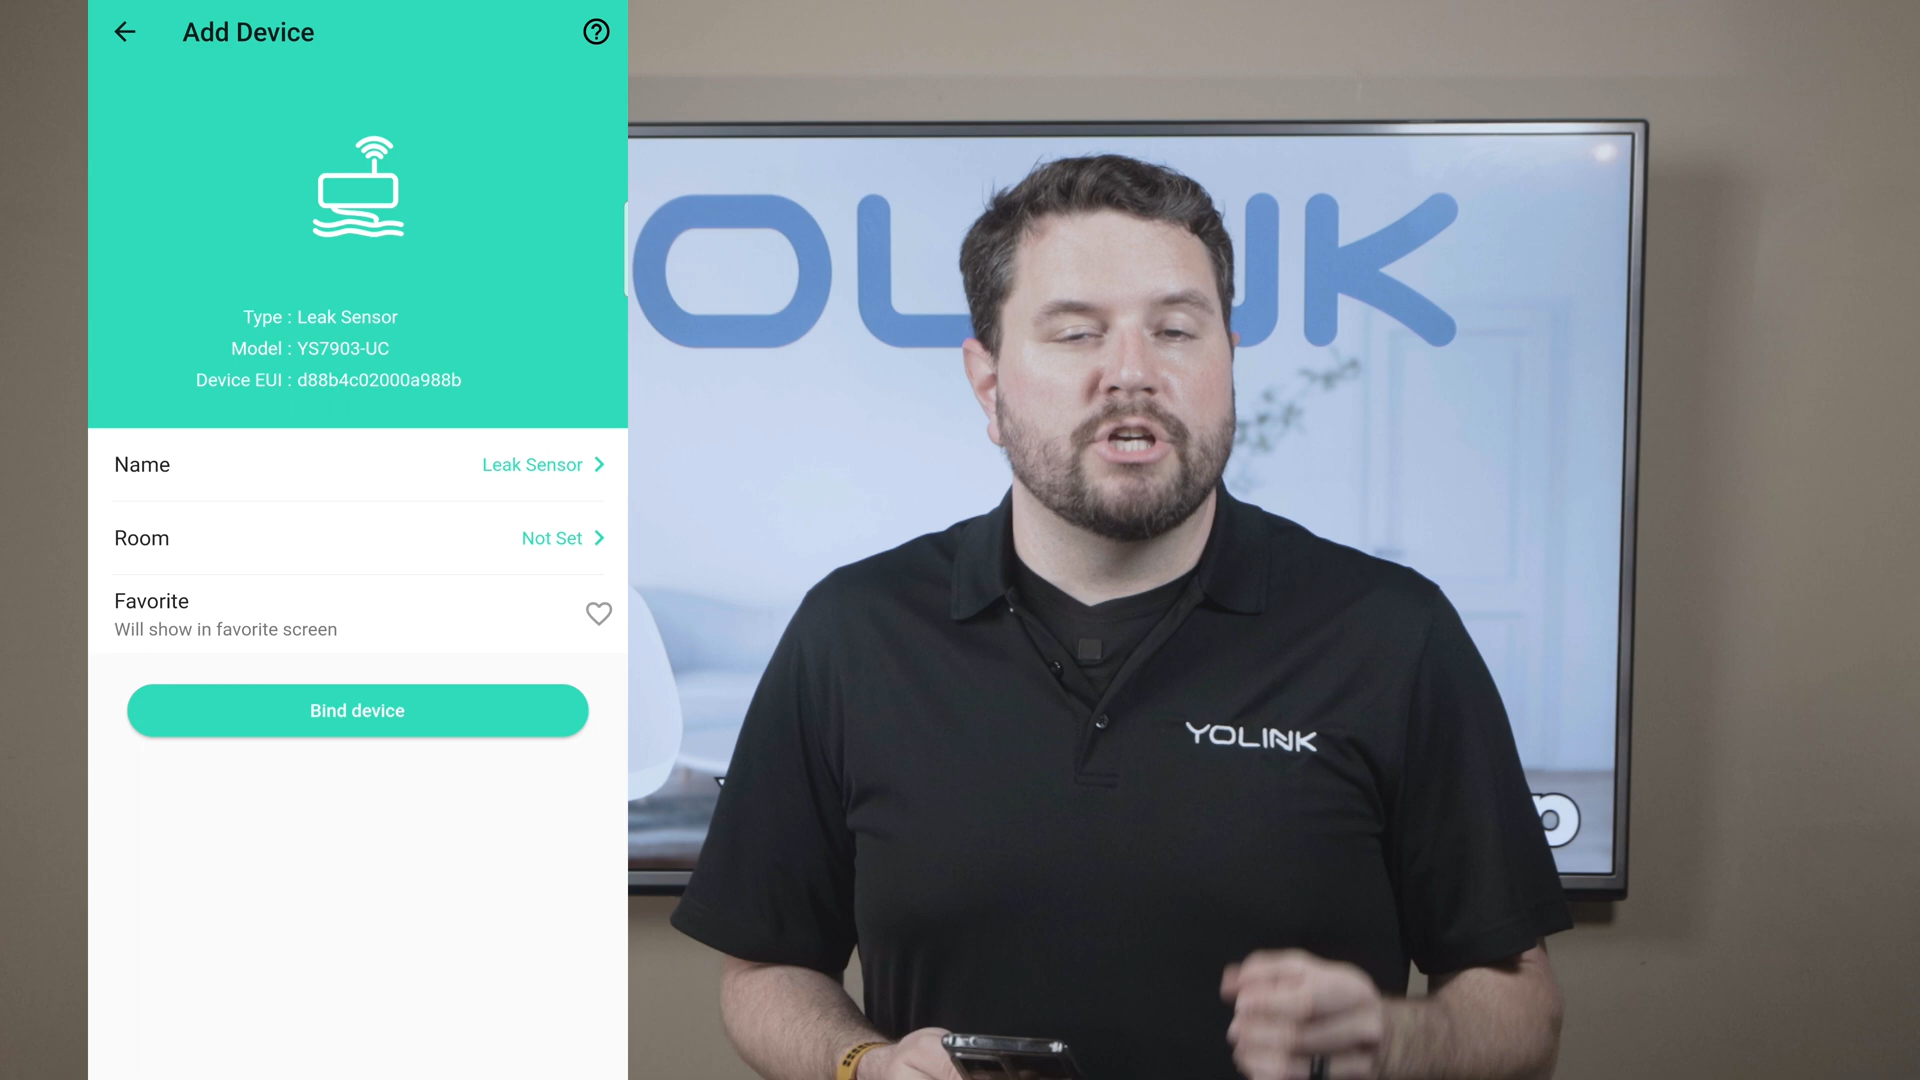 Add Device
Type : Leak Sensor
Model : YS7903-UC
Device EUI : d88b4c02000a988b
Name
Leak Sensor
Room
Not Set
Favorite
Will show in favorite screen
Bind device
YOLINK